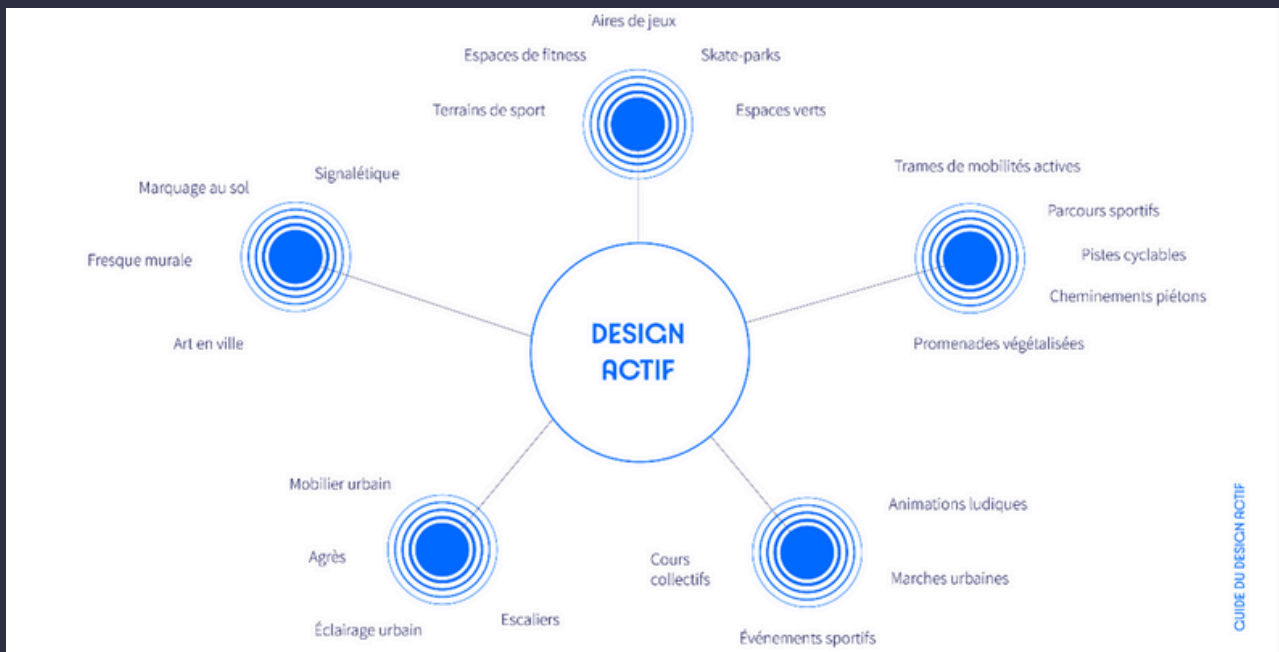 Aires de jeux
Espaces de fitness
Skate-parks
Terrains de sport
Espaces verts
Trames de mobilités actives
Parcours sportifs
Pistes cyclables
Cheminements piétons
Promenades végétalisées
Signalétique
Marquage au sol
Fresque murale
Art en ville
DESIGN
ACTIF
Mobilier urbain
Agrès
Éclairage urbain
Escaliers
Animations ludiques
Cours
collectifs
Marches urbaines
Événements sportifs
GUIDE DU DESIGN ACTIF